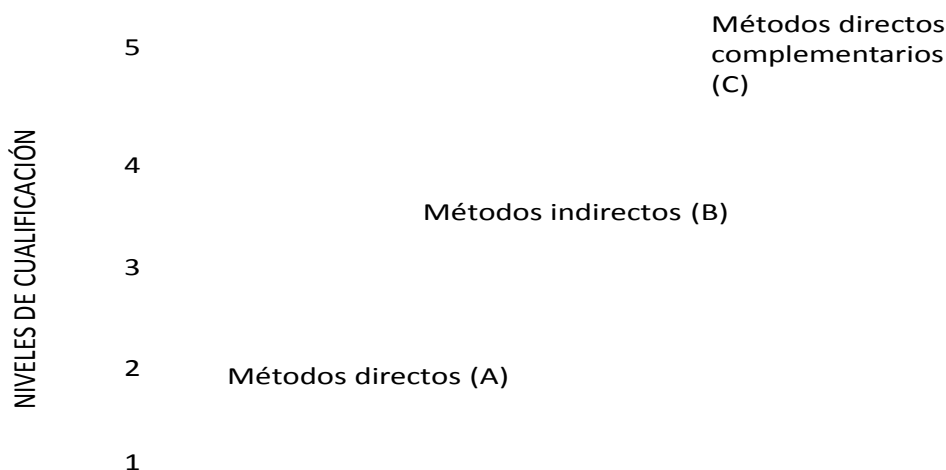 Métodos directos
complementarios
(C)
5
4
Métodos indirectos (B)
3
2
Métodos directos (A)
1
NIVELES DE CUALIFICACIÓN